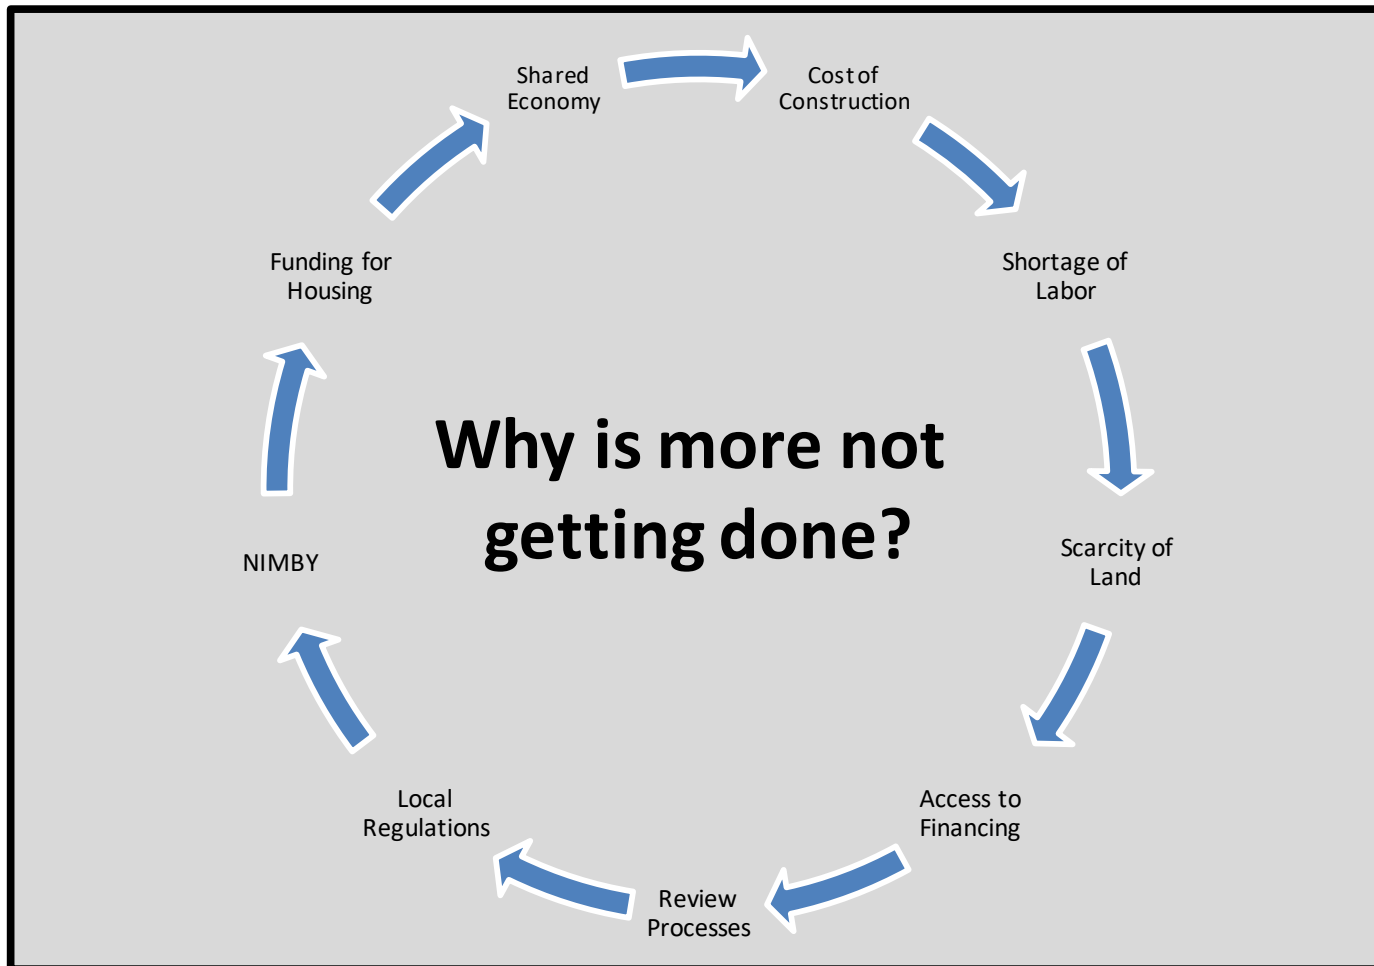 Shared
Economy
Cost of
Construction
Shortage of
Labor
Scarcity of
Land
Access to
Financing
Review
Processes
Local
Regulations
NIMBY
Funding for
Housing
Why is more not
getting done?